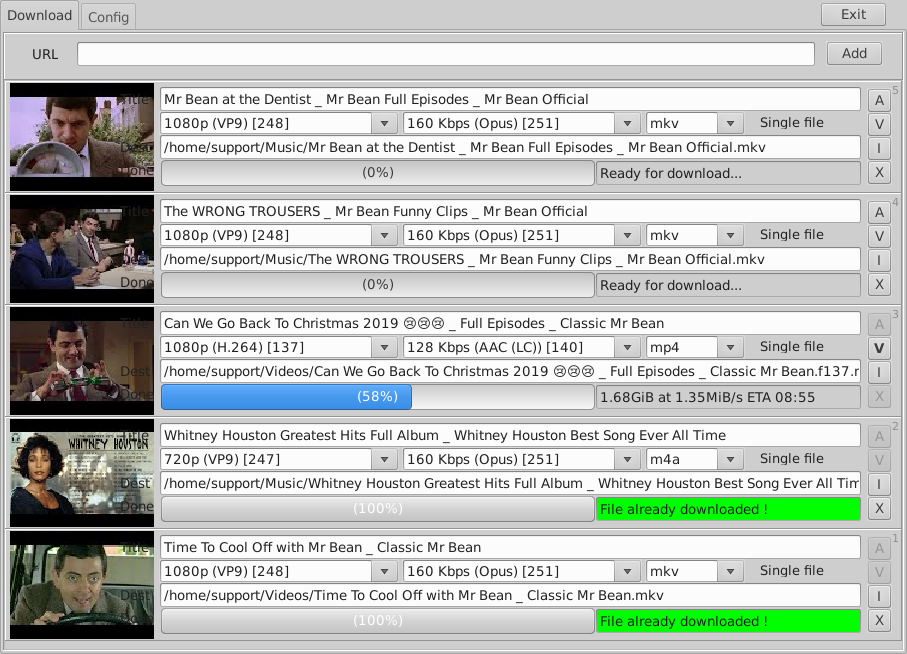 Download Config Exit
URL Add
Title Mr Bean at the Dentist _ Mr Bean Full Episodes _ Mr Bean Official A 5
1080p (VP9) [248] 160 Kbps (Opus) [251] mkv Single file V
Dest /home/support/Music/Mr Bean at the Dentist _ Mr Bean Full Episodes _ Mr Bean Official.mkv I
Done (0%) Ready for download... X
Title The WRONG TROUSERS _ Mr Bean Funny Clips _ Mr Bean Official A 4
1080p (VP9) [248] 160 Kbps (Opus) [251] mkv Single file V
/home/support/Music/The WRONG TROUSERS _ Mr Bean Funny Clips _ Mr Bean Official.mkv I
Done (0%) Ready for download... X
Title Can We Go Back To Christmas 2019 😢😢😢 _ Full Episodes _ Classic Mr Bean A 3
1080p (H.264) [137] 128 Kbps (AAC (LC)) [140] mp4 Single file V
Dest /home/support/Videos/Can We Go Back To Christmas 2019 😢😢😢 _ Full Episodes _ Classic Mr Bean.f137.r I
(58%) 1.68GiB at 1.35MiB/s ETA 08:55 X
Title Whitney Houston Greatest Hits Full Album _ Whitney Houston Best Song Ever All Time A 2
WHITNEY HOUSTON
720p (VP9) [247] 160 Kbps (Opus) [251] m4a Single file V
Dest /home/support/Music/Whitney Houston Greatest Hits Full Album _ Whitney Houston Best Song Ever All Tim I
Done (100%) File already downloaded ! X
Title Time To Cool Off with Mr Bean _ Classic Mr Bean A 1
1080p (VP9) [248] 160 Kbps (Opus) [251] mkv Single file V
Dest /home/support/Videos/Time To Cool Off with Mr Bean _ Classic Mr Bean.mkv I
(100%) File already downloaded ! X